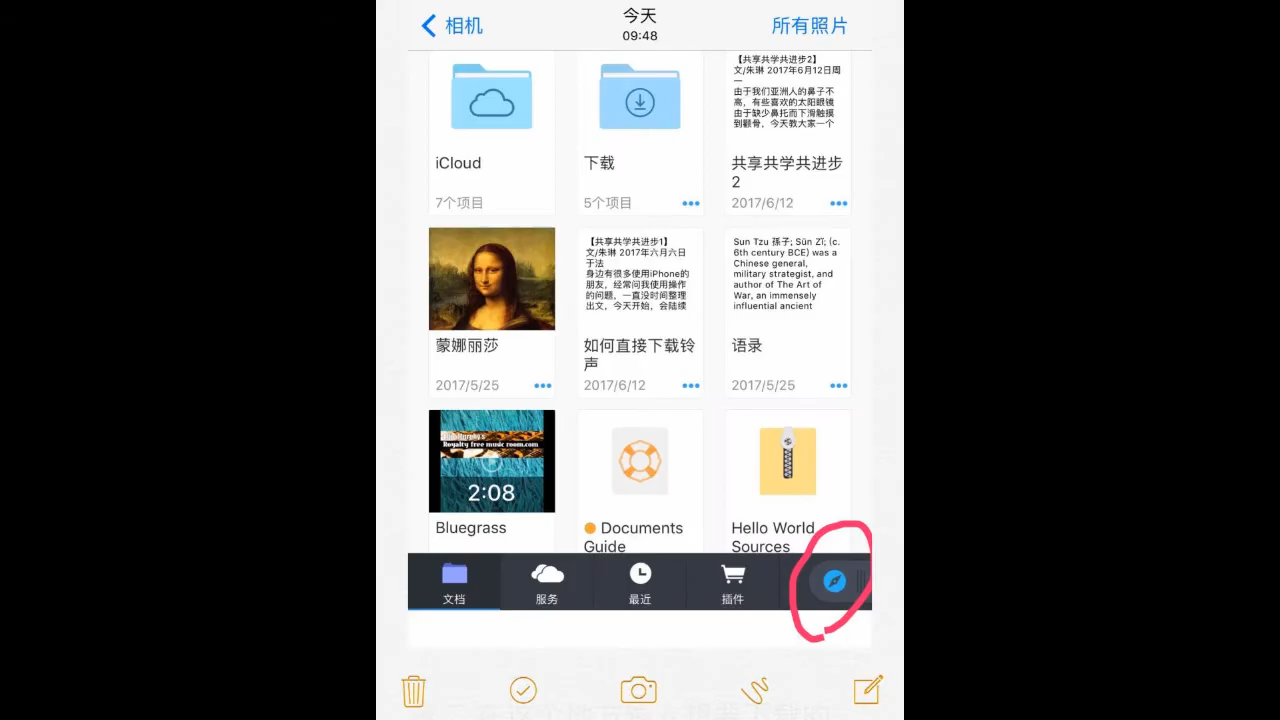 相机
今天
09:48
所有照片
【共享共学共进步2】
文/朱琳 2017年6月12日周
一
由于我们亚洲人的鼻子不
高，有些喜欢的太阳眼镜
由于缺少鼻托而下滑触摸
到颧骨，今天教大家一个
iCloud
7个项目
下载
5个项目
共享共学共进步
2
2017/6/12
蒙娜丽莎
2017/5/25
【共享共学共进步1】
文/朱琳 2017年六月六日
于法
身边有很多使用iPhone的
朋友，经常问我使用操作
的问题，一直没时间整理
出文，今天开始，会陆续
如何直接下载铃
声
2017/6/12
Sun Tzu 孫子; Sūn Zǐ; (c.
6th century BCE) was a
Chinese general,
military strategist, and
author of The Art of
War, an immensely
influential ancient
语录
2017/5/25
Royalty free music room.com
2:08
Bluegrass
Documents
Guide
Hello World
Sources
文档
服务
最近
插件